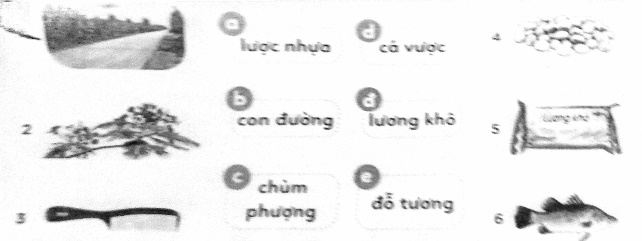 a
lược nhựa
d
cá vược
4
2
b
con đường
đ
lương khô
5
Lương khô
3
c
chùm
phượng
e
đỗ tương
6